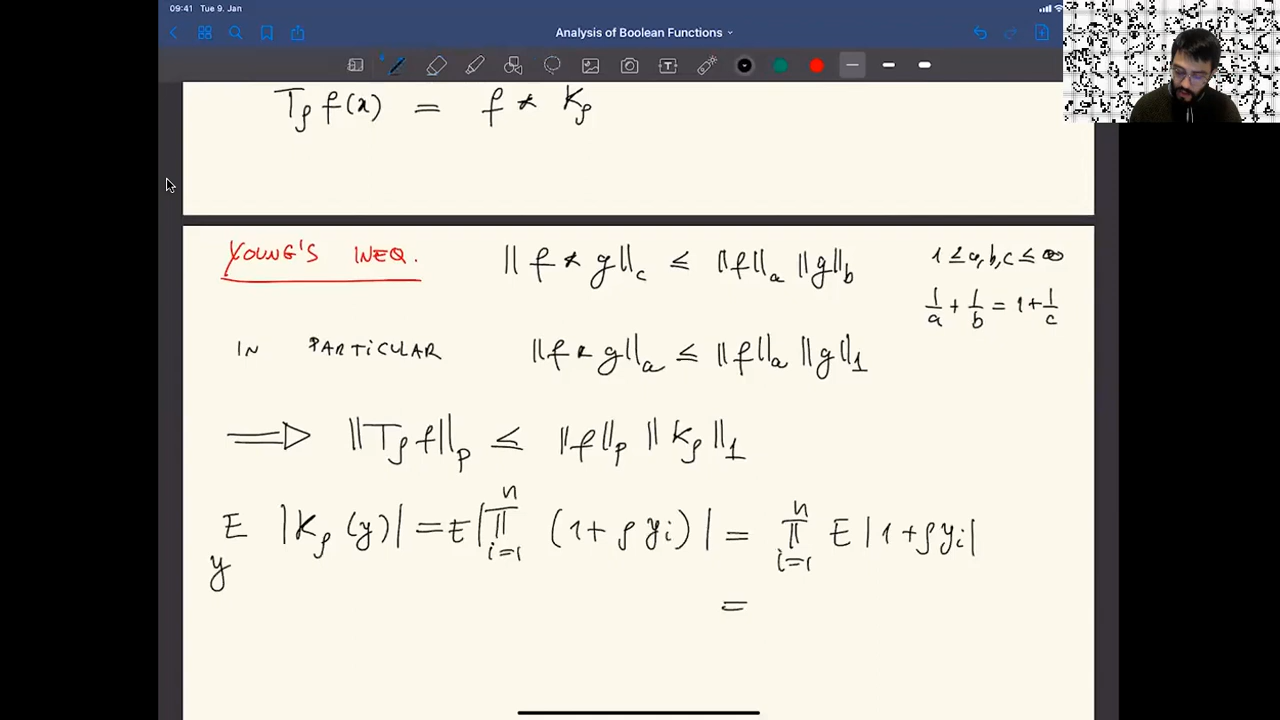 09:41 Tue 9. Jan
Analysis of Boolean Functions
T_ρ f(x) = f * K_ρ
YOUNG'S INEQ. ‖f * g‖_c ≤ ‖f‖_a ‖g‖_b 1 ≤ a,b,c ≤ ∞
1/a + 1/b = 1 + 1/c
IN PARTICULAR ‖f * g‖_a ≤ ‖f‖_a ‖g‖_1
⟹ ‖T_ρ f‖_p ≤ ‖f‖_p ‖K_ρ‖_1
E_y |K_ρ(y)| = E|∏_{i=1}^n (1 + ρ y_i)| = ∏_{i=1}^n E|1 + ρ y_i|
=